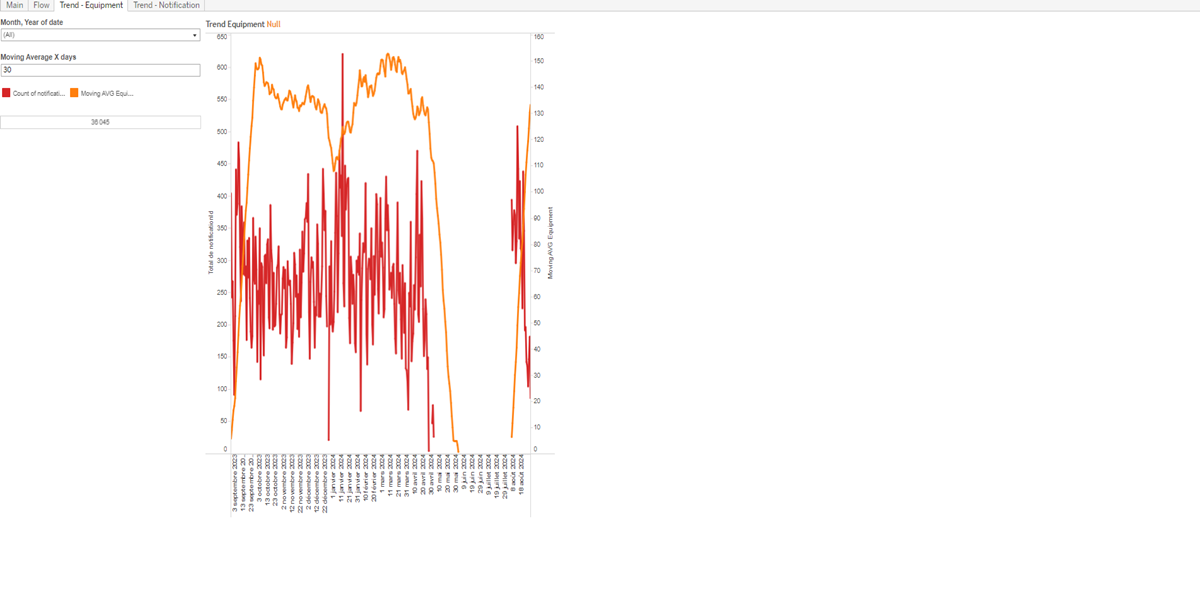 Main Flow Trend - Equipment Trend - Notification
Month, Year of date
(All)
Moving Average X days
30
Count of notificati... Moving AVG Equi...
36 045
Trend Equipment Null
650
600
550
500
450
400
350
300
250
200
150
100
50
0
Total de notificationId
160
150
140
130
120
110
100
90
80
70
60
50
40
30
20
10
0
Moving AVG Equipment
3 septembre 2023
13 septembre 20...
23 septembre 20...
3 octobre 2023
13 octobre 2023
23 octobre 2023
2 novembre 2023
12 novembre 2023
22 novembre 2023
2 décembre 2023
12 décembre 2023
22 décembre 2023
1 janvier 2024
11 janvier 2024
21 janvier 2024
31 janvier 2024
10 février 2024
20 février 2024
1 mars 2024
11 mars 2024
21 mars 2024
31 mars 2024
10 avril 2024
20 avril 2024
30 avril 2024
10 mai 2024
20 mai 2024
30 mai 2024
9 juin 2024
19 juin 2024
29 juin 2024
9 juillet 2024
19 juillet 2024
29 juillet 2024
8 août 2024
18 août 2024